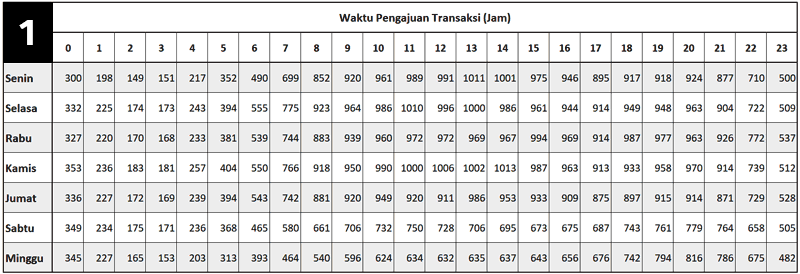 1
Waktu Pengajuan Transaksi (Jam)
0 1 2 3 4 5 6 7 8 9 10 11 12 13 14 15 16 17 18 19 20 21 22 23
Senin 300 198 149 151 217 352 490 699 852 920 961 989 991 1011 1001 975 946 895 917 918 924 877 710 500
Selasa 332 225 174 173 243 394 555 775 923 964 986 1010 996 1000 986 961 944 914 949 948 963 904 722 509
Rabu 327 220 170 168 233 381 539 744 883 939 960 972 972 969 967 994 969 914 987 977 963 926 772 537
Kamis 353 236 183 181 257 404 550 766 918 950 990 1000 1006 1002 1013 987 963 913 933 958 970 914 739 512
Jumat 336 227 172 169 239 394 543 742 881 920 949 920 911 986 953 933 909 875 897 915 914 871 729 528
Sabtu 349 234 175 171 236 368 465 580 661 706 732 750 728 706 695 673 675 687 743 761 779 764 658 505
Minggu 345 227 165 153 203 313 393 464 540 596 624 634 632 635 637 643 656 676 742 794 816 786 675 482